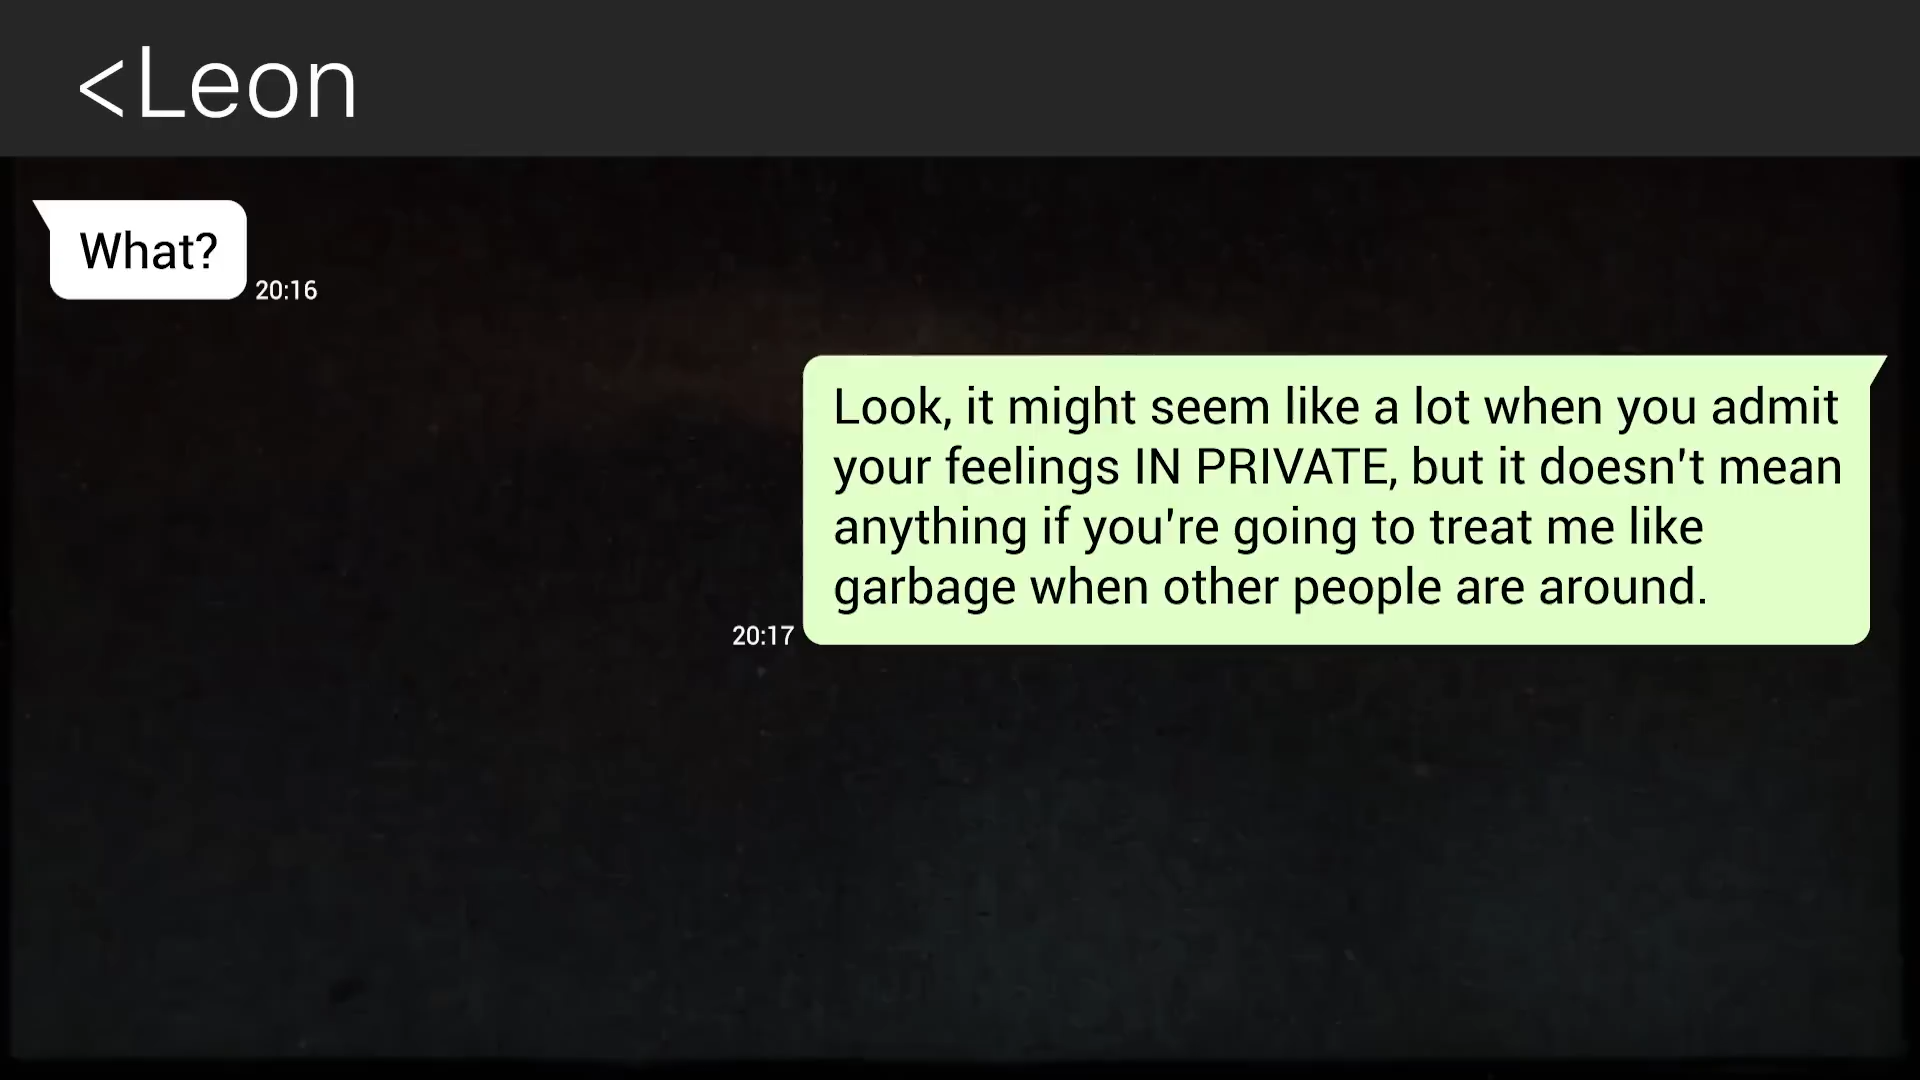 <Leon
What?
20:16
Look, it might seem like a lot when you admit
your feelings IN PRIVATE, but it doesn't mean
anything if you're going to treat me like
garbage when other people are around.
20:17